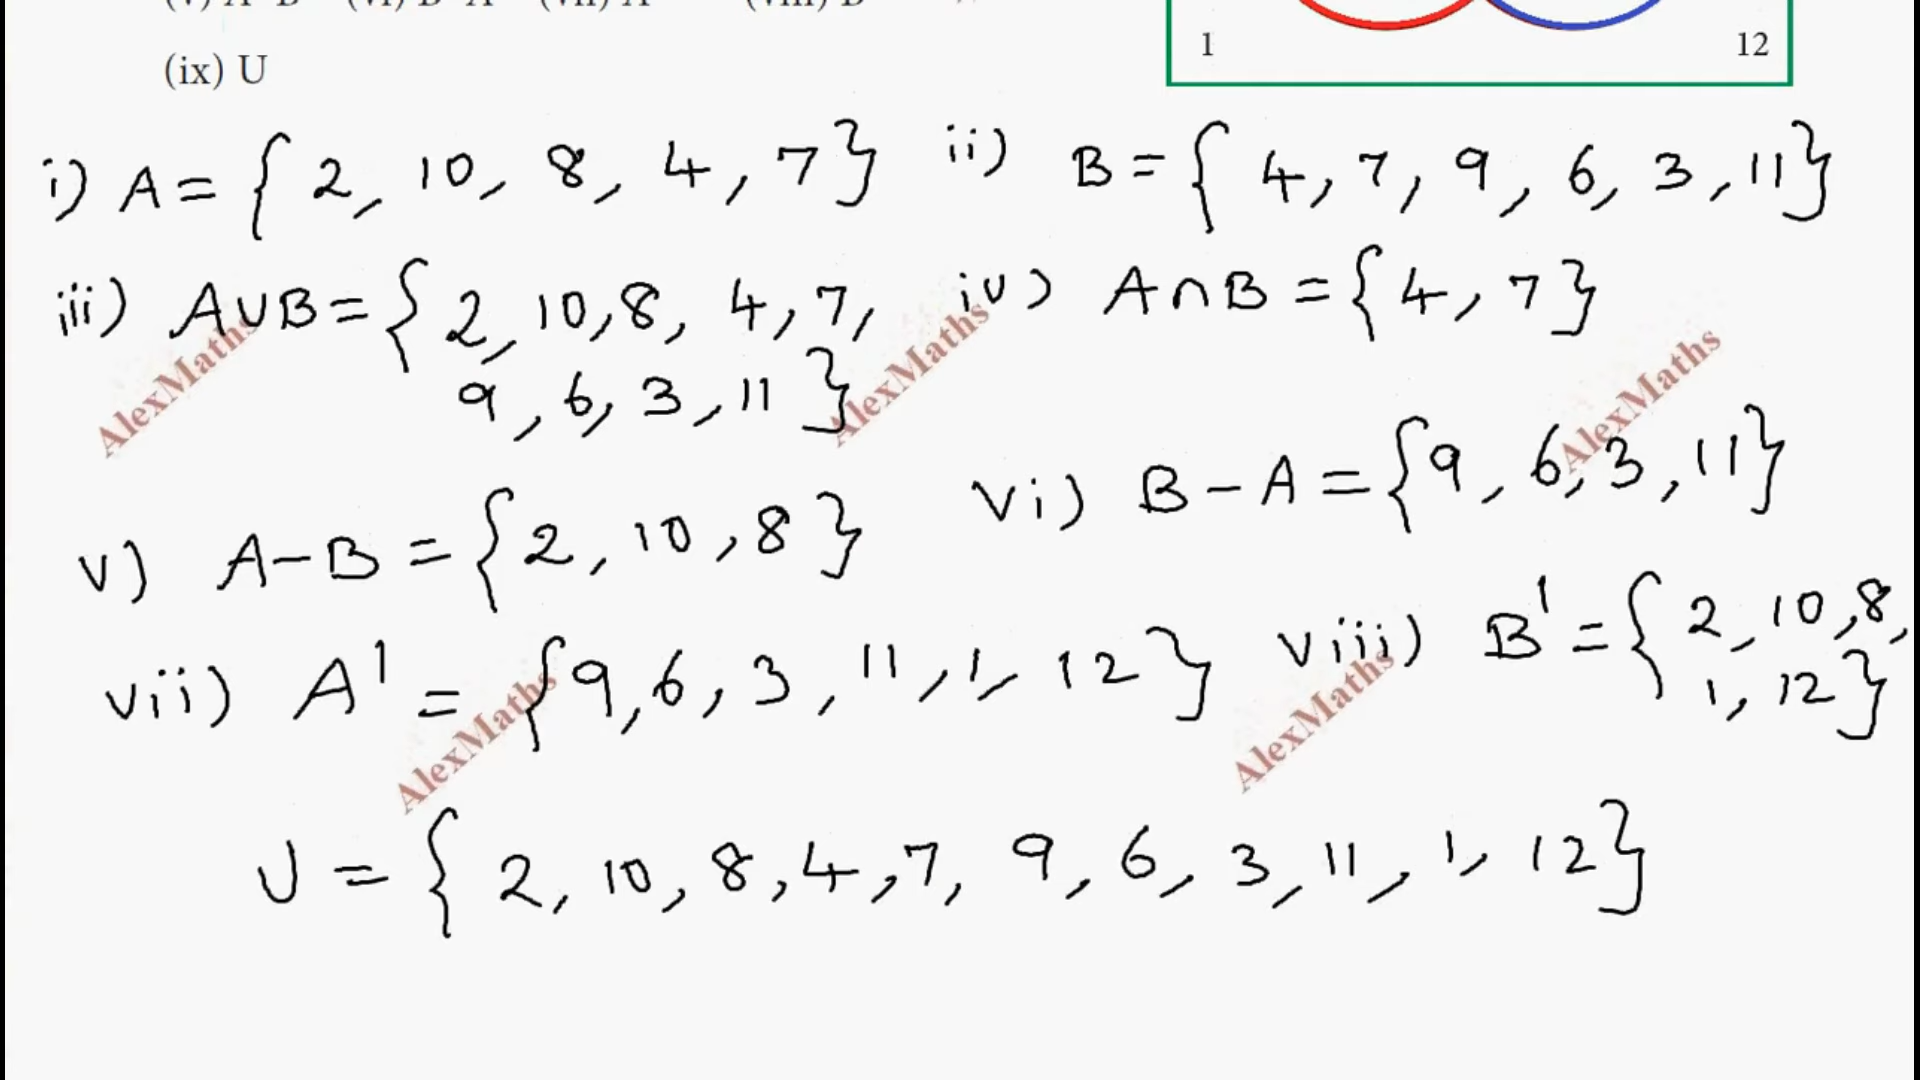 (ix) U
1 12
i) A = { 2, 10, 8, 4, 7} ii) B = { 4, 7, 9, 6, 3, 11}
iii) A∪B = { 2, 10, 8, 4, 7, iv) A∩B = {4, 7}
9, 6, 3, 11 }
AlexMaths AlexMaths AlexMaths
v) A-B = {2, 10, 8} vi) B-A = {9, 6, 3, 11}
vii) A' = {9, 6, 3, 11, 1, 12} viii) B' = { 2, 10, 8,
1, 12}
AlexMaths AlexMaths
U = { 2, 10, 8, 4, 7, 9, 6, 3, 11, 1, 12}